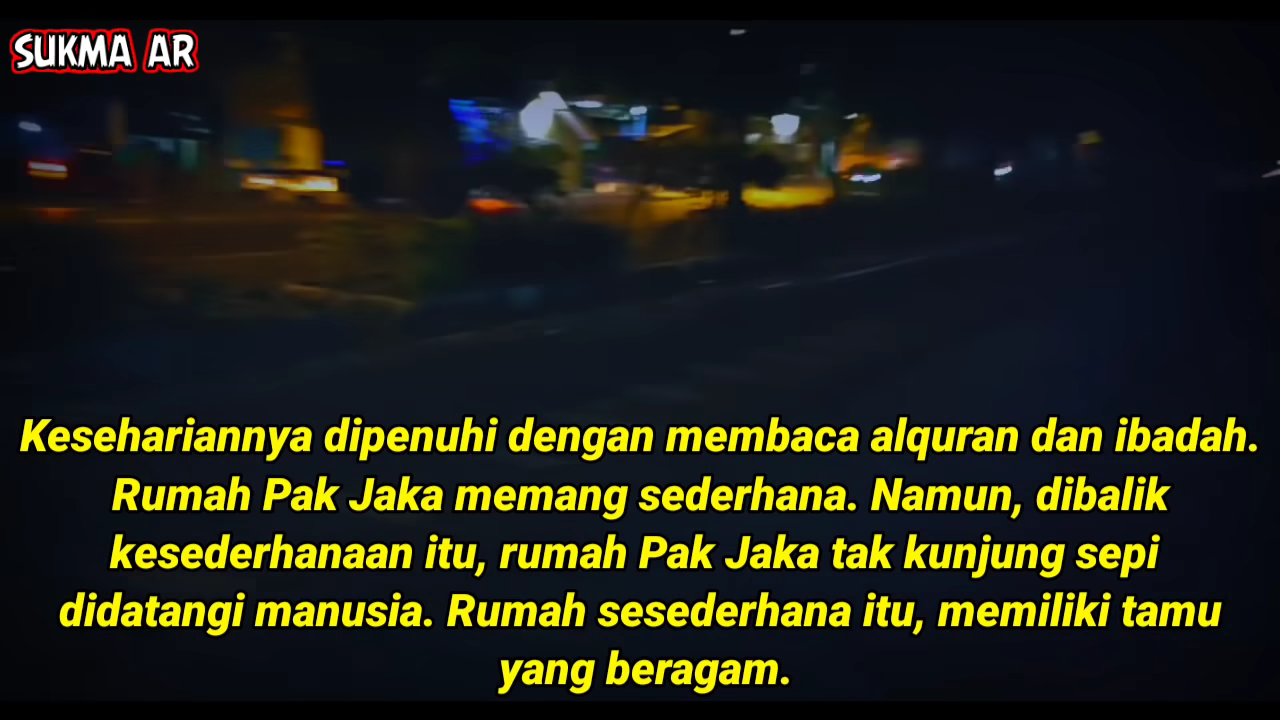 SUKMA AR
Kesehariannya dipenuhi dengan membaca alquran dan ibadah.
Rumah Pak Jaka memang sederhana. Namun, dibalik
kesederhanaan itu, rumah Pak Jaka tak kunjung sepi
didatangi manusia. Rumah sesederhana itu, memiliki tamu
yang beragam.